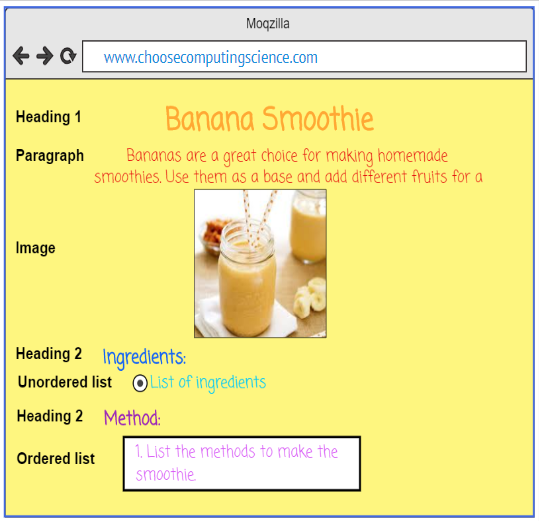 Moqzilla
www.choosecomputingscience.com
Heading 1 Banana Smoothie
Paragraph Bananas are a great choice for making homemade
smoothies. Use them as a base and add different fruits for a
Image
Heading 2 Ingredients:
Unordered list List of ingredients
Heading 2 Method:
Ordered list 1. List the methods to make the
smoothie.